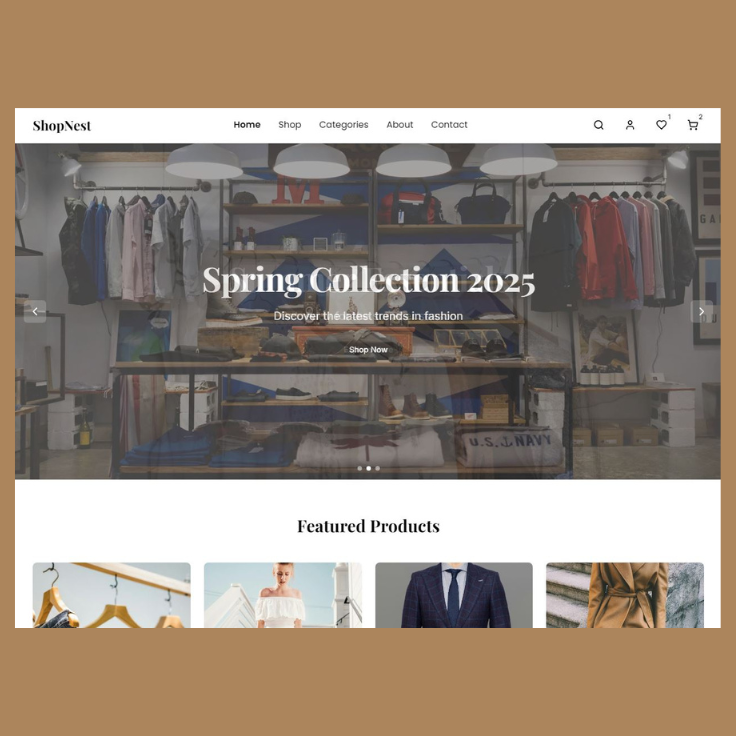 ShopNest
Home Shop Categories About Contact
1
2
M
GA
Spring Collection 2025
Discover the latest trends in fashion
Shop Now
U.S. NAVY
Featured Products